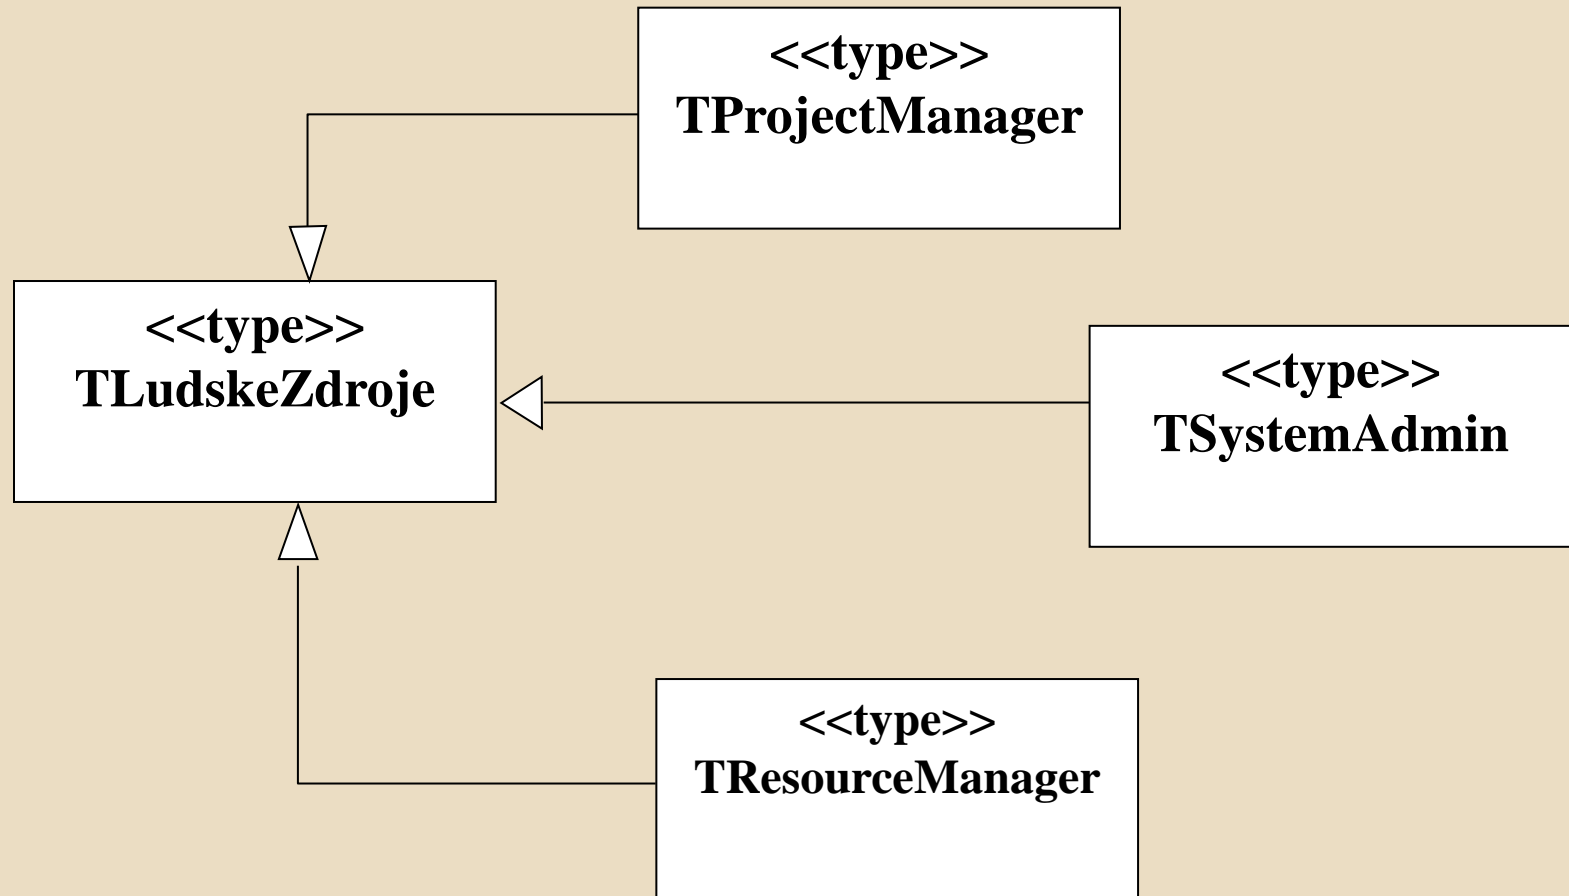 <<type>>
TProjectManager
<<type>>
TLudskeZdroje
<<type>>
TSystemAdmin
<<type>>
TResourceManager